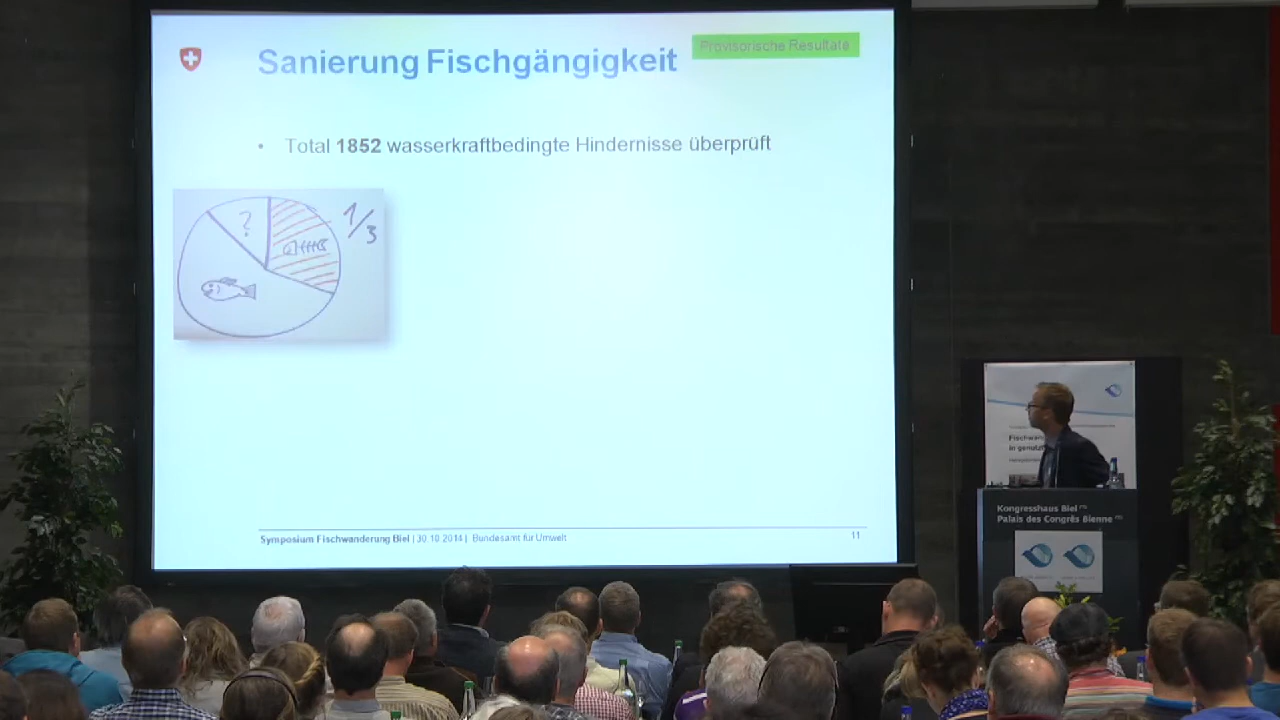 Sanierung Fischgängigkeit
Provisorische Resultate
• Total 1852 wasserkraftbedingte Hindernisse überprüft
?
1/3
Symposium Fischwanderung Biel | 30.10.2014 | Bundesamt für Umwelt
11
Kongresshaus Biel
Palais des Congrès Bienne